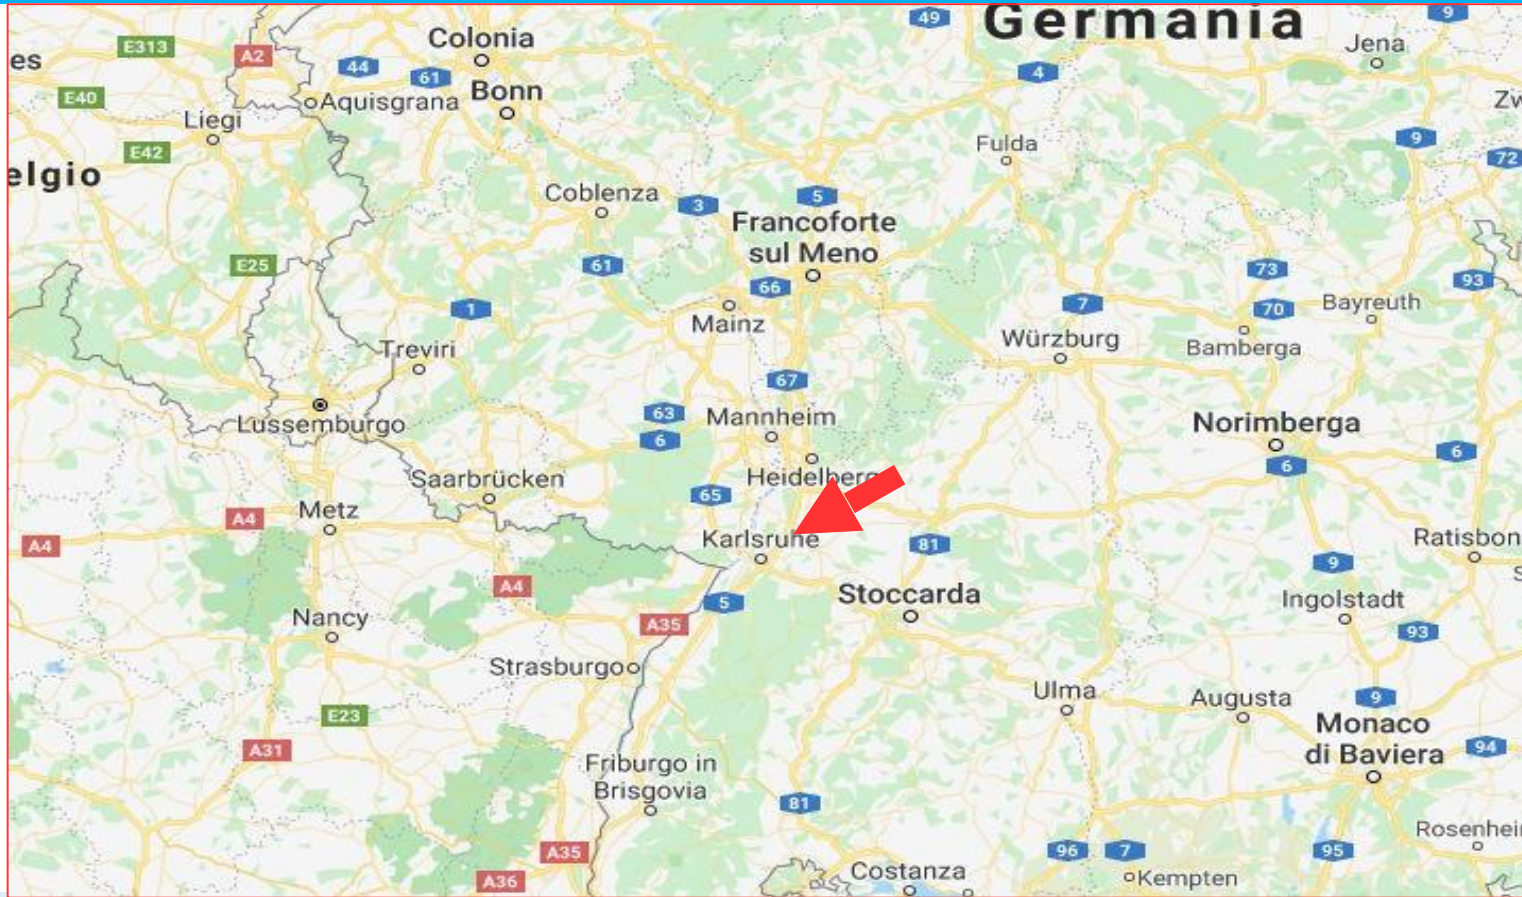 Germania
49
9
E313
A2
Colonia
Jena
es
44
61
4
E40
Aquisgrana
Bonn
Zw
Liegi
9
E42
Fulda
72
elgio
Coblenza
3
5
Francoforte
sul Meno
E25
61
73
93
66
1
7
70
Bayreuth
Mainz
Würzburg
Bamberga
Treviri
67
63
Mannheim
Lussemburgo
6
Norimberga
6
6
Saarbrücken
Heidelberg
65
Metz
A4
A4
Karlsruhe
81
Ratisbon
9
S
A4
Stoccarda
5
Ingolstadt
Nancy
A35
93
Strasburgo
Ulma
Augusta
9
E23
Monaco
di Baviera
A31
94
Friburgo in
Brisgovia
81
Rosenhei
A35
96
7
95
A36
Costanza
Kempten